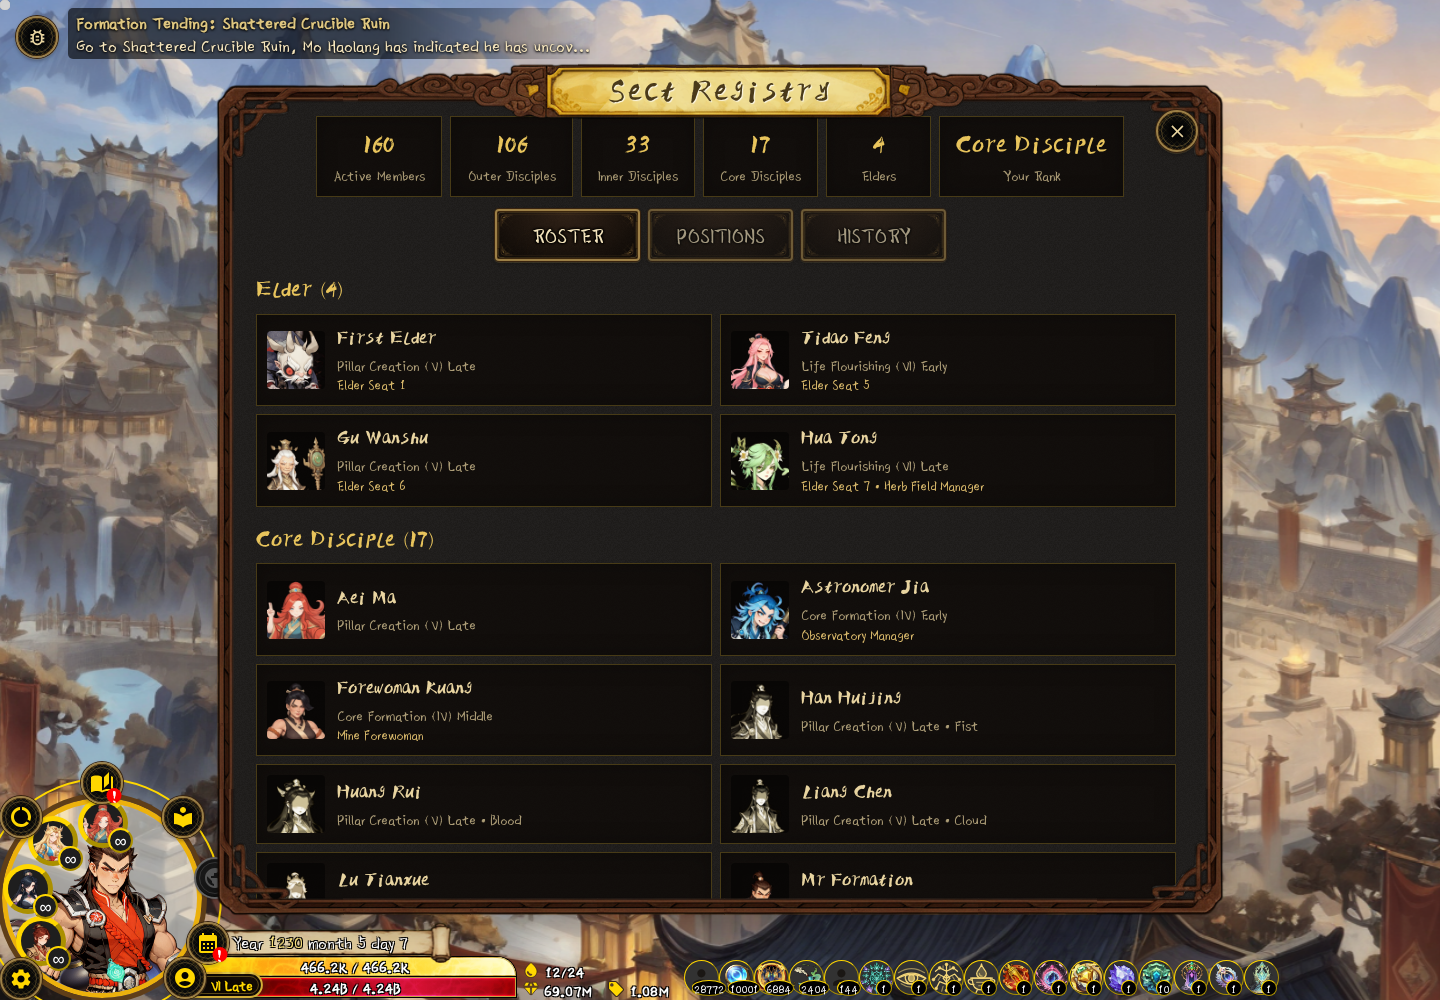 Formation Tending: Shattered Crucible Ruin
Go to Shattered Crucible Ruin, Mo Haolang has indicated he has uncov...
Sect Registry
160
Active Members
106
Outer Disciples
33
Inner Disciples
17
Core Disciples
4
Elders
Core Disciple
Your Rank
ROSTER
POSITIONS
HISTORY
Elder (4)
First Elder
Pillar Creation (V) Late
Elder Seat 1
Tidao Feng
Life Flourishing (VI) Early
Elder Seat 5
Gu Wanshu
Pillar Creation (V) Late
Elder Seat 6
Hua Tong
Life Flourishing (VI) Late
Elder Seat 7 • Herb Field Manager
Core Disciple (17)
Aei Ma
Pillar Creation (V) Late
Astronomer Jia
Core Formation (IV) Early
Observatory Manager
Forewoman Kuang
Core Formation (IV) Middle
Mine Forewoman
Han Huijing
Pillar Creation (V) Late • Fist
Huang Rui
Pillar Creation (V) Late • Blood
Liang Chen
Pillar Creation (V) Late • Cloud
Lu Tianxue
Mr Formation
∞
∞
∞
∞
Year 1230 month 5 day 7
466.2K / 466.2K
4.24B / 4.24B
VI Late
12/24
69.07M
1.08M
28772
1000f
6884
2404
f44
f
f
f
f
f
f
f
f
f0
f
f
f